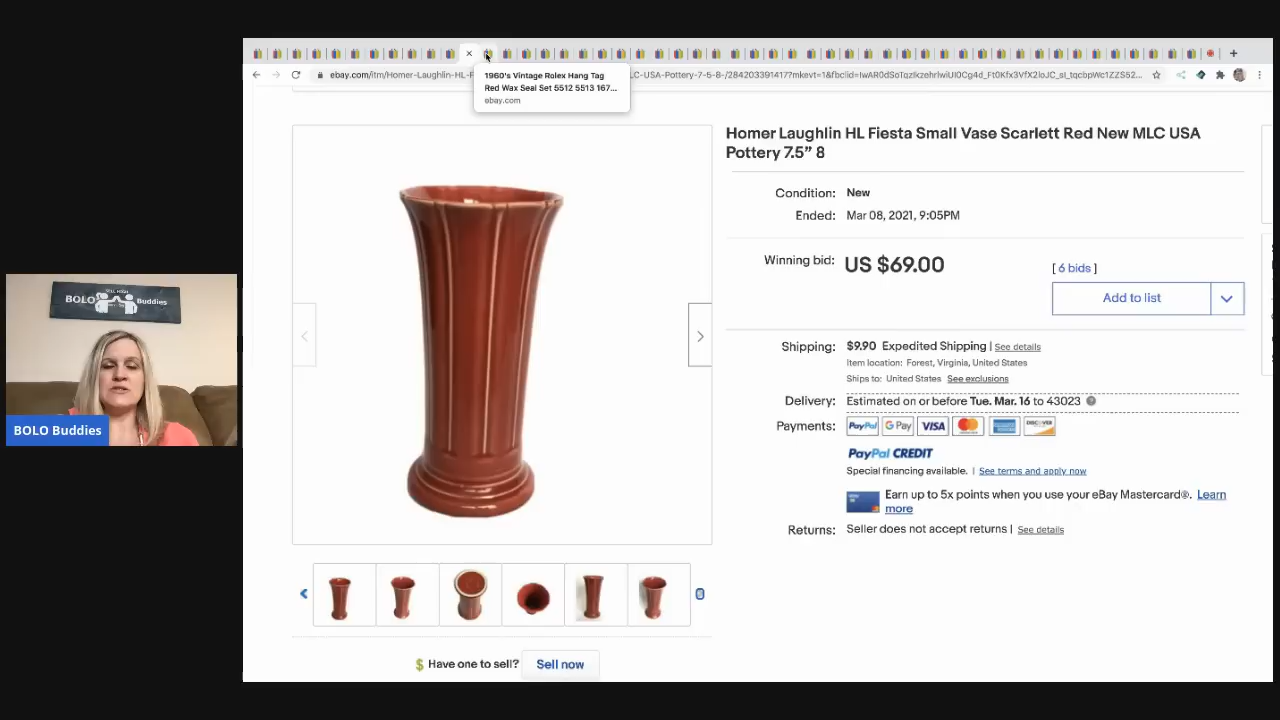 1960's Vintage Rolex Hang Tag
Red Wax Seal Set 5512 5513 167...
ebay.com
Homer Laughlin HL Fiesta Small Vase Scarlett Red New MLC USA
Pottery 7.5” 8
Condition: New
Ended: Mar 08, 2021, 9:05PM
Winning bid: US $69.00
[ 6 bids ]
Add to list
Shipping: $9.90 Expedited Shipping | See details
Item location: Forest, Virginia, United States
Ships to: United States See exclusions
Delivery: Estimated on or before Tue. Mar. 16 to 43023
Payments: PayPal G Pay VISA DISCOVER
PayPal CREDIT
Special financing available. | See terms and apply now
Earn up to 5x points when you use your eBay Mastercard®. Learn
more
Returns: Seller does not accept returns | See details
$ Have one to sell? Sell now
BOLO Buddies
BOLO Buddies